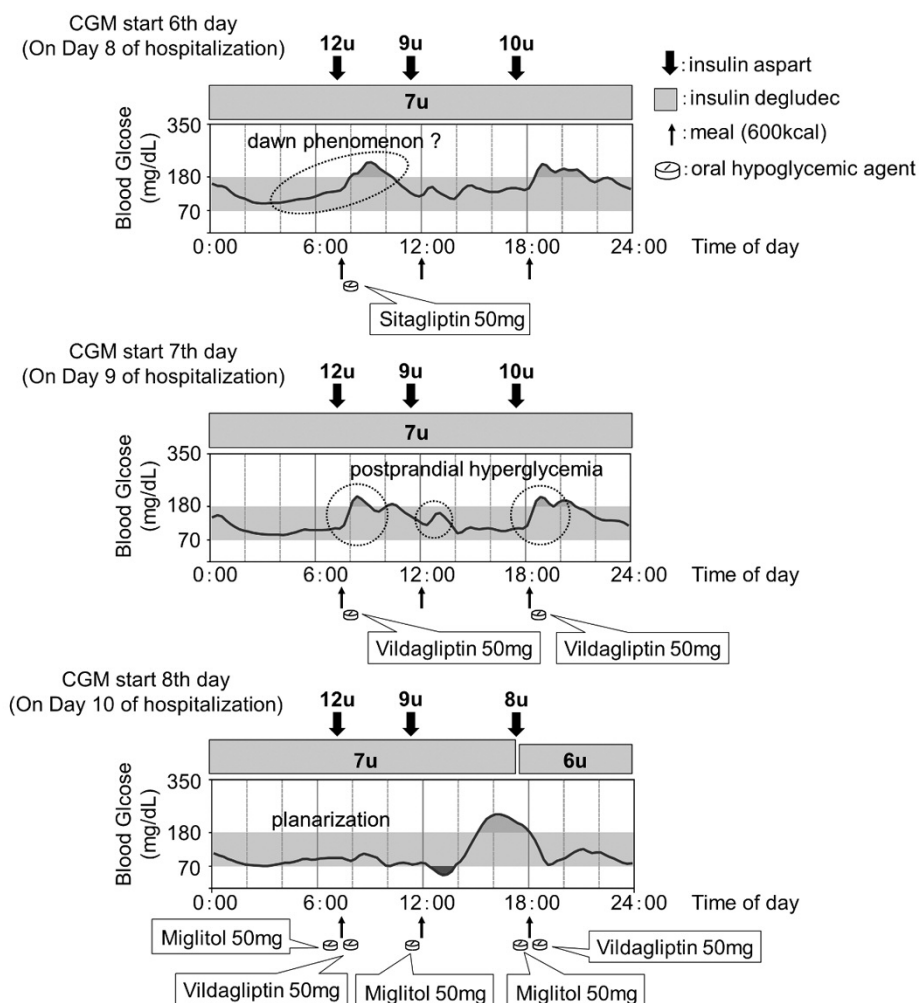 CGM start 6th day
(On Day 8 of hospitalization)
12u 9u 10u
7u
Blood Glcose
(mg/dL)
350
180
70
dawn phenomenon ?
0:00 6:00 12:00 18:00 24:00 Time of day
Sitagliptin 50mg
: insulin aspart
: insulin degludec
: meal (600kcal)
: oral hypoglycemic agent
CGM start 7th day
(On Day 9 of hospitalization)
12u 9u 10u
7u
Blood Glcose
(mg/dL)
350
180
70
postprandial hyperglycemia
0:00 6:00 12:00 18:00 24:00 Time of day
Vildagliptin 50mg Vildagliptin 50mg
CGM start 8th day
(On Day 10 of hospitalization)
12u 9u 8u
7u 6u
Blood Glcose
(mg/dL)
350
180
70
planarization
0:00 6:00 12:00 18:00 24:00 Time of day
Miglitol 50mg Vildagliptin 50mg
Vildagliptin 50mg Miglitol 50mg Miglitol 50mg